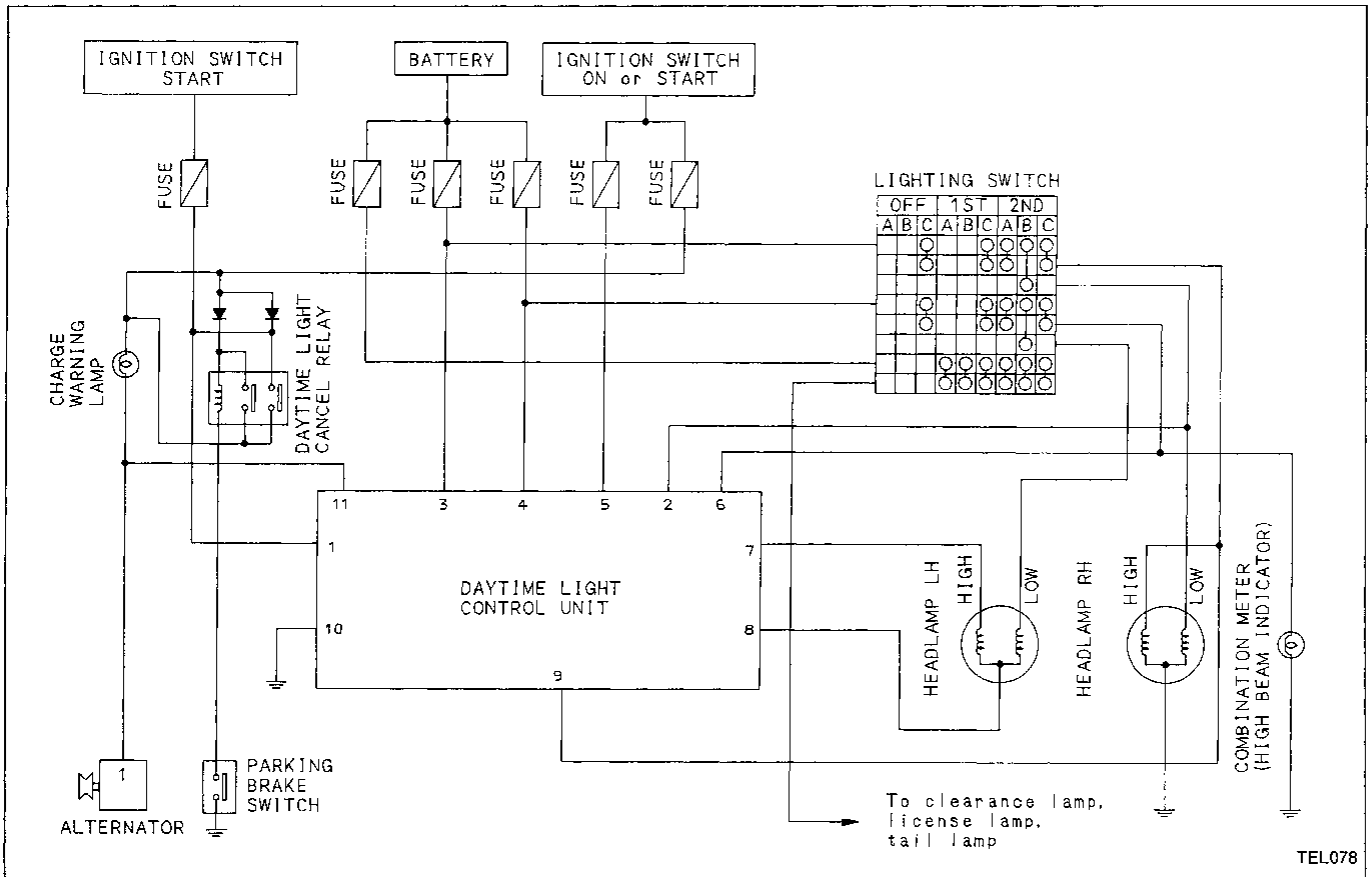 IGNITION SWITCH
START
BATTERY
IGNITION SWITCH
ON or START
FUSE
FUSE
FUSE
FUSE
FUSE
FUSE
LIGHTING SWITCH
OFF 1ST 2ND
A B C A B C A B C
CHARGE
WARNING
LAMP
DAYTIME LIGHT
CANCEL RELAY
11 3 4 5 2 6
1
7
DAYTIME LIGHT
CONTROL UNIT
10
8
9
HEADLAMP LH
HIGH
LOW
HEADLAMP RH
HIGH
LOW
COMBINATION METER
(HIGH BEAM INDICATOR)
1
ALTERNATOR
PARKING
BRAKE
SWITCH
To clearance lamp,
license lamp,
tail lamp
TEL078